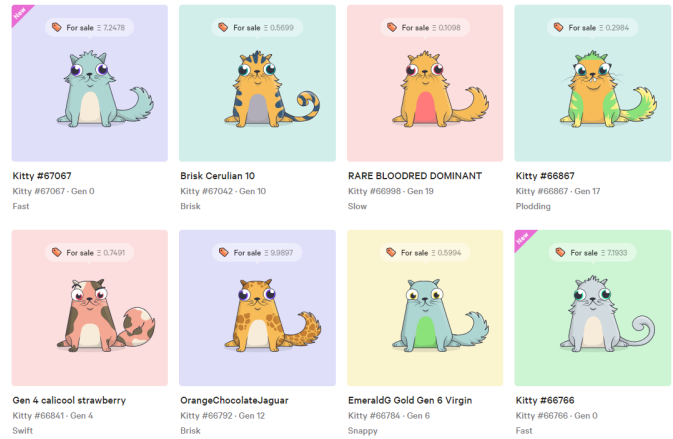 New
For sale Ξ 7.2478
For sale Ξ 0.5699
For sale Ξ 0.1098
For sale Ξ 0.2984
Kitty #67067
Kitty #67067 · Gen 0
Fast
Brisk Cerulian 10
Kitty #67042 · Gen 10
Brisk
RARE BLOODRED DOMINANT
Kitty #66998 · Gen 19
Slow
Kitty #66867
Kitty #66867 · Gen 17
Plodding
For sale Ξ 0.7491
For sale Ξ 9.9897
For sale Ξ 0.5994
New
For sale Ξ 7.1933
Gen 4 calicool strawberry
Kitty #66841 · Gen 4
Swift
OrangeChocolateJaguar
Kitty #66792 · Gen 12
Brisk
EmeraldG Gold Gen 6 Virgin
Kitty #66784 · Gen 6
Snappy
Kitty #66766
Kitty #66766 · Gen 0
Fast